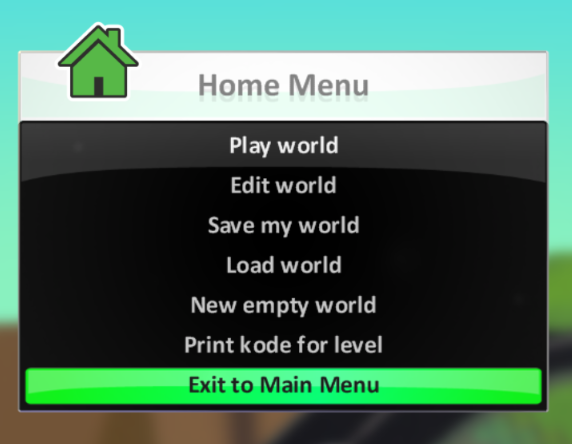 Home Menu
Play world
Edit world
Save my world
Load world
New empty world
Print kode for level
Exit to Main Menu